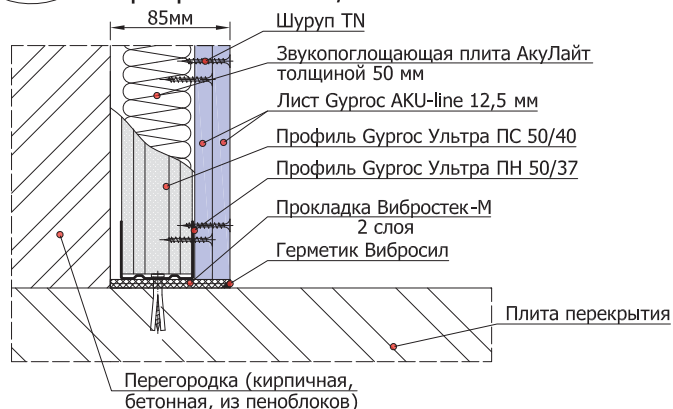 85мм
Шуруп TN
Звукопоглощающая плита АкуЛайт
толщиной 50 мм
Лист Gyproc AKU-line 12,5 мм
Профиль Gyproc Ультра ПС 50/40
Профиль Gyproc Ультра ПН 50/37
Прокладка Вибростек-М
2 слоя
Герметик Вибросил
Плита перекрытия
Перегородка (кирпичная,
бетонная, из пеноблоков)